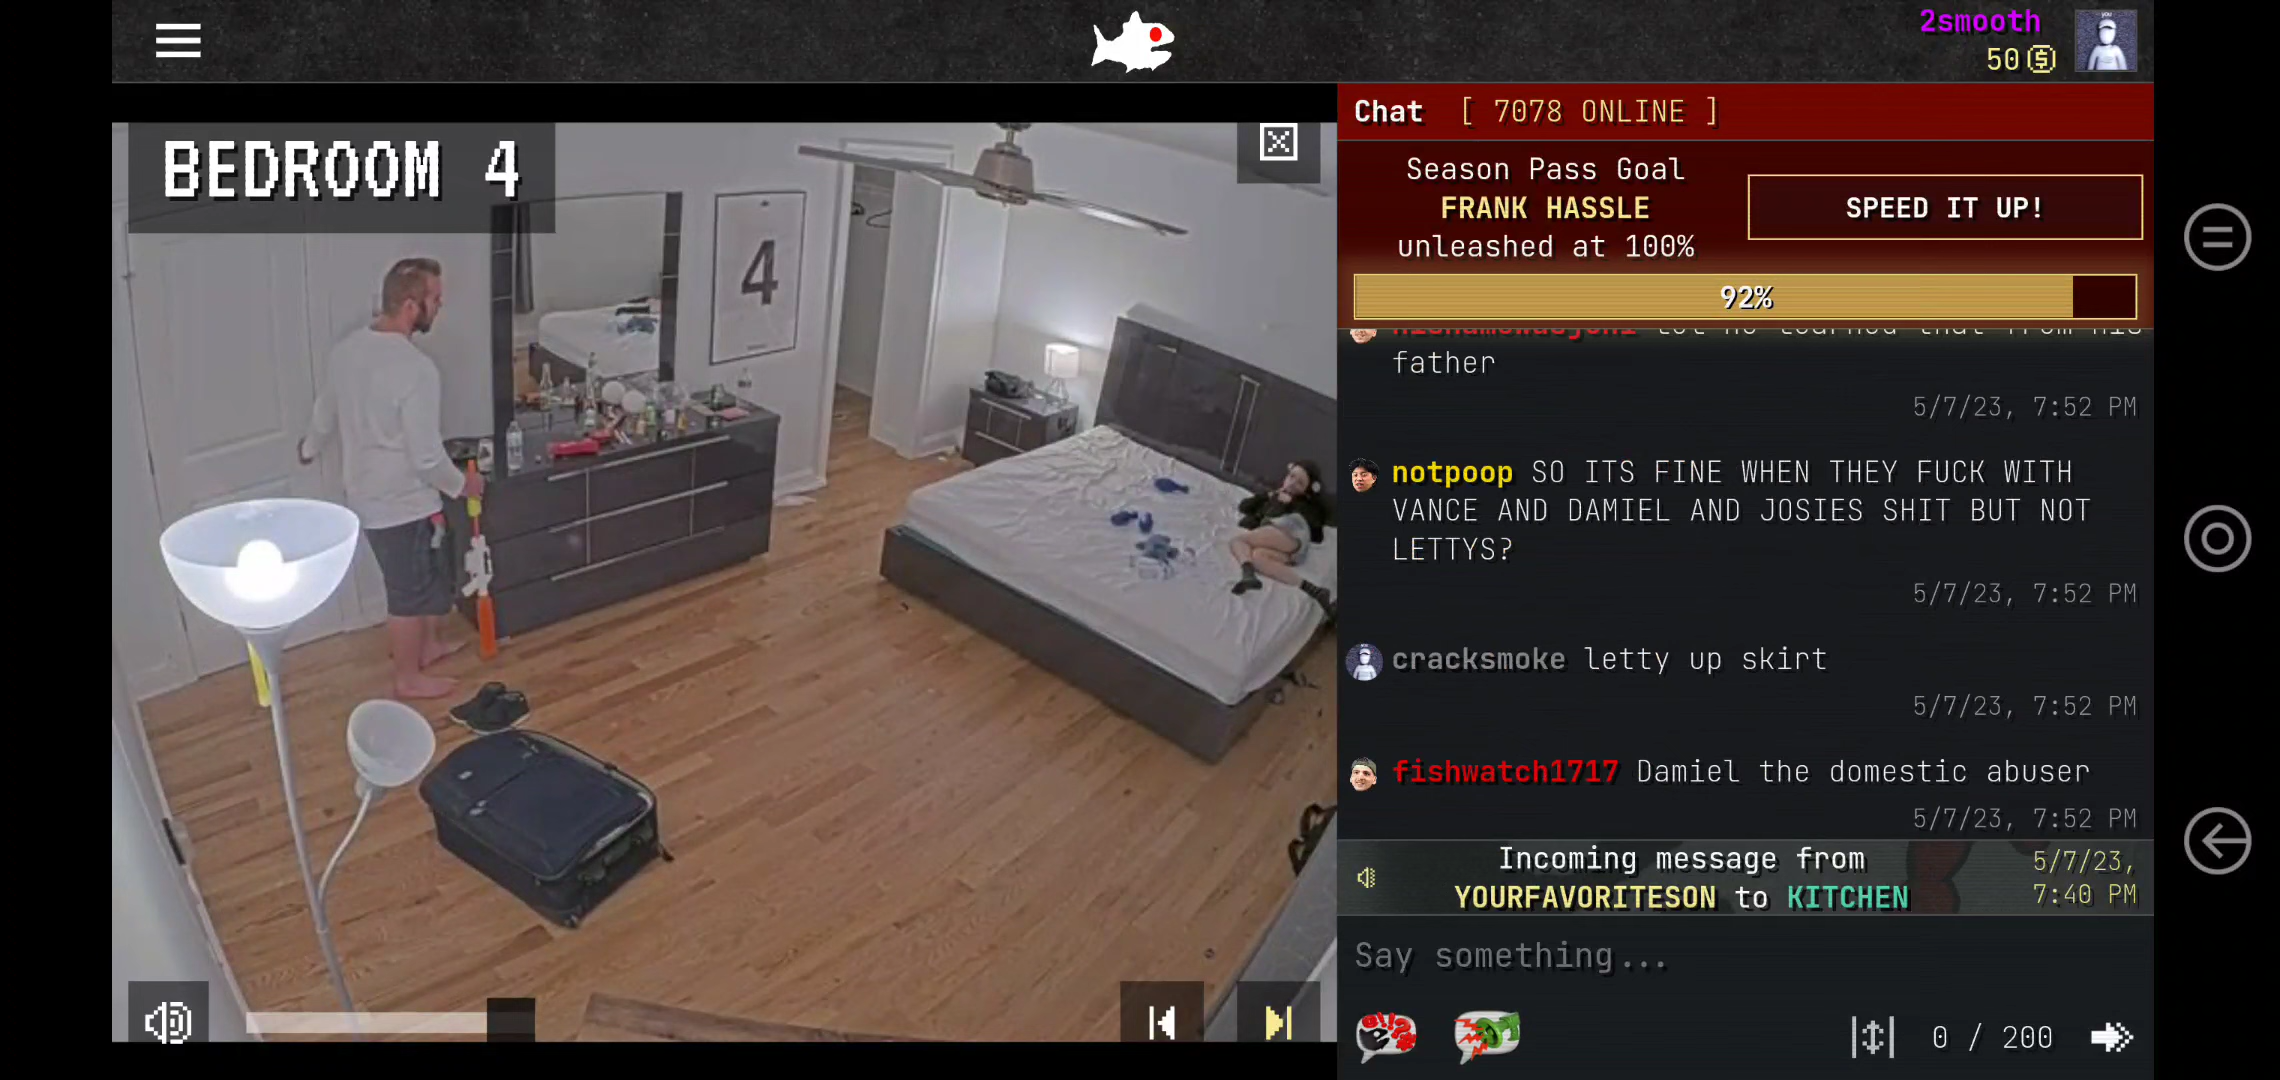 2smooth
50
BEDROOM 4
4
Chat [ 7078 ONLINE ]
Season Pass Goal
FRANK HASSLE
unleashed at 100%
SPEED IT UP!
92%
father
5/7/23, 7:52 PM
notpoop SO ITS FINE WHEN THEY FUCK WITH
VANCE AND DAMIEL AND JOSIES SHIT BUT NOT
LETTYS?
5/7/23, 7:52 PM
cracksmoke letty up skirt
5/7/23, 7:52 PM
fishwatch1717 Damiel the domestic abuser
5/7/23, 7:52 PM
Incoming message from
YOURFAVORITESON to KITCHEN
5/7/23,
7:40 PM
Say something...
0 / 200